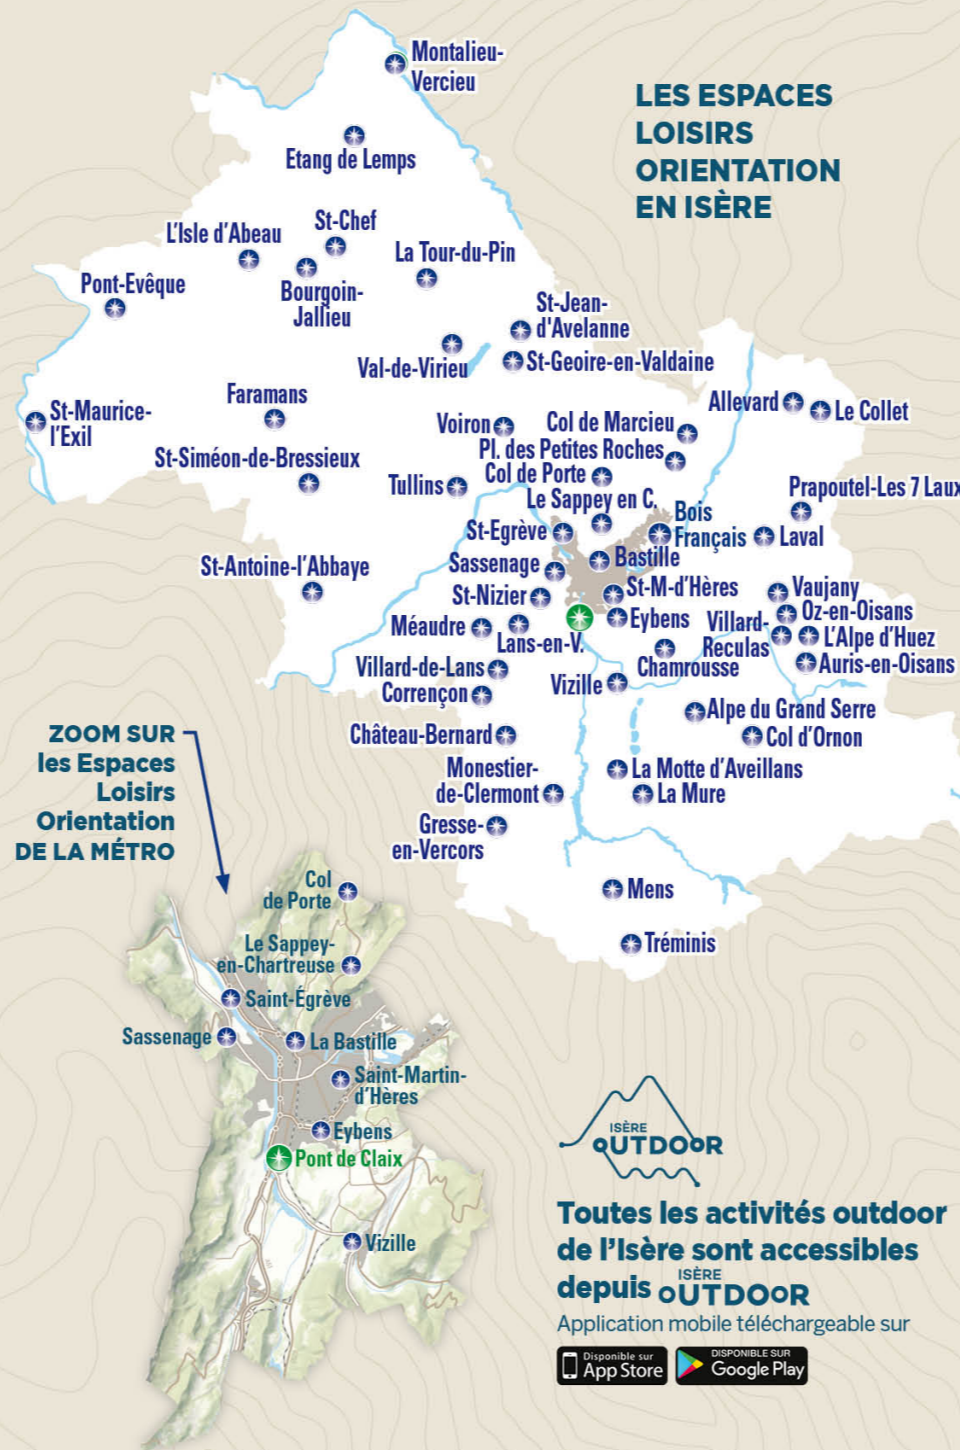 LES ESPACES
LOISIRS
ORIENTATION
EN ISÈRE
Montalieu-
Vercieu
Etang de Lemps
St-Chef
L'Isle d'Abeau
La Tour-du-Pin
Pont-Evêque
Bourgoin-
Jallieu
St-Jean-
d'Avelanne
Val-de-Virieu
St-Geoire-en-Valdaine
Faramans
St-Maurice-
l'Exil
Allevard
Le Collet
Voiron
Col de Marcieu
Pl. des Petites Roches
St-Siméon-de-Bressieux
Tullins
Col de Porte
Prapoutel-Les 7 Laux
Le Sappey en C.
Bois
Français
St-Egrève
Laval
Bastille
Sassenage
St-Antoine-l'Abbaye
St-M-d'Hères
Vaujany
St-Nizier
Oz-en-Oisans
Eybens
Villard-
Reculas
Méaudre
L'Alpe d'Huez
Lans-en-V.
Chamrousse
Auris-en-Oisans
Villard-de-Lans
Vizille
Corrençon
Alpe du Grand Serre
Château-Bernard
Col d'Ornon
Monestier-
de-Clermont
La Motte d'Aveillans
La Mure
Gresse-
en-Vercors
Mens
Tréminis
ZOOM SUR
les Espaces
Loisirs
Orientation
DE LA MÉTRO
Col
de Porte
Le Sappey-
en-Chartreuse
Saint-Égrève
Sassenage
La Bastille
Saint-Martin-
d'Hères
Eybens
Pont de Claix
Vizille
ISÈRE
OUTDOOR
Toutes les activités outdoor
de l'Isère sont accessibles
depuis ISÈRE OUTDOOR
Application mobile téléchargeable sur
Disponible sur
App Store
DISPONIBLE SUR
Google Play